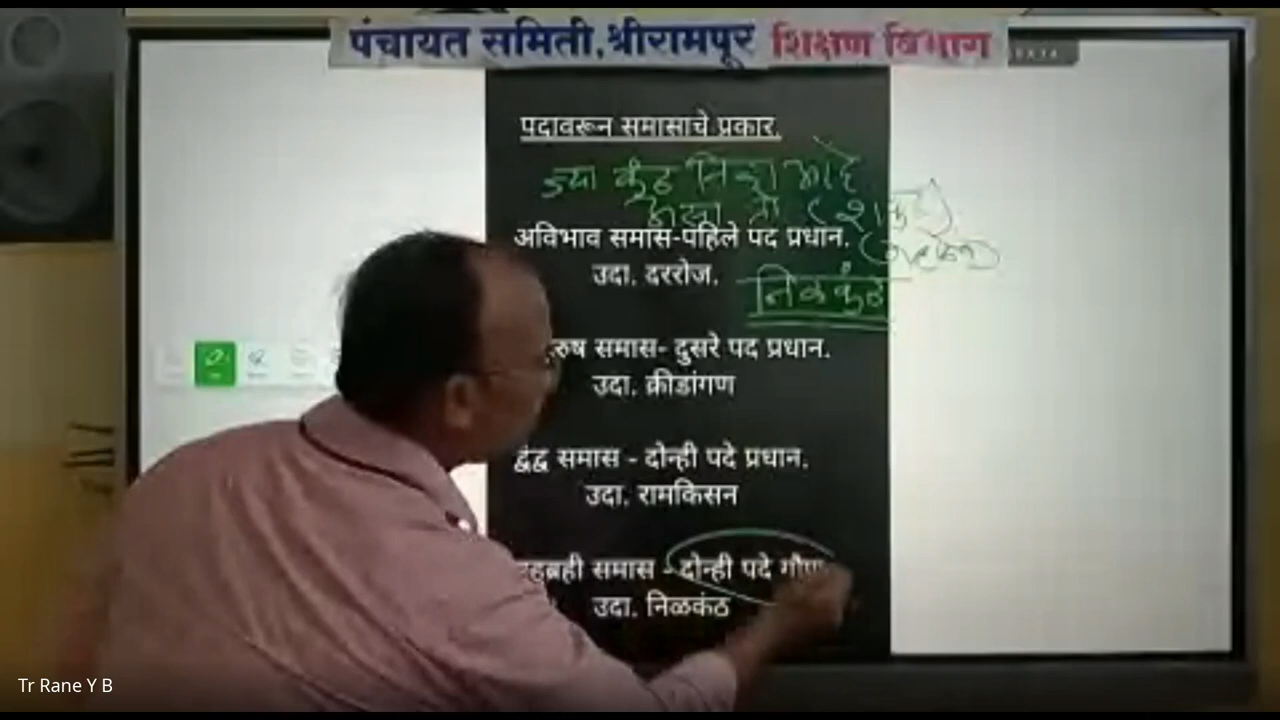 पंचायत समिती,श्रीरामपूर शिक्षण विभाग
पदावरून समासाचे प्रकार.
अविभाव समास-पहिले पद प्रधान.
उदा. दररोज.
निळकंठ
समास- दुसरे पद प्रधान.
उदा. क्रीडांगण
द्वंद्व समास - दोन्ही पदे प्रधान.
उदा. रामकिसन
समास - दोन्ही पदे
उदा. निळकंठ
Tr Rane Y B